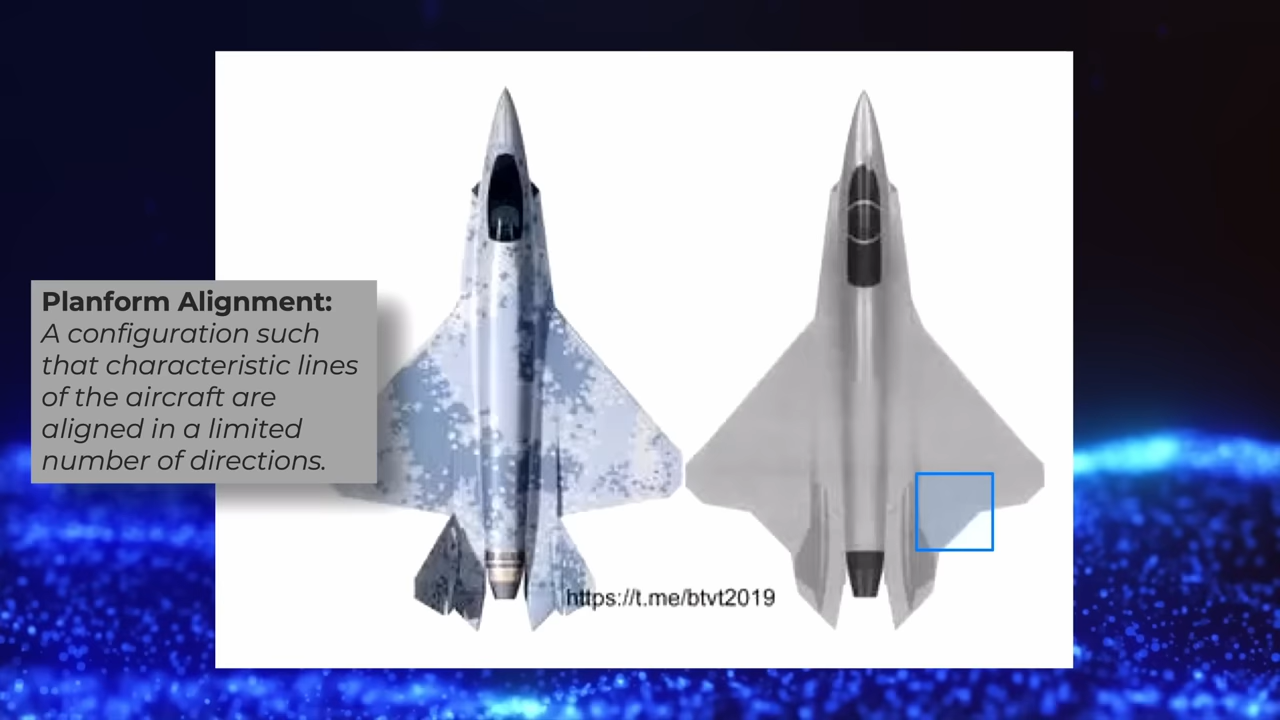 Planform Alignment:
A configuration such
that characteristic lines
of the aircraft are
aligned in a limited
number of directions.
https://t.me/btvt2019